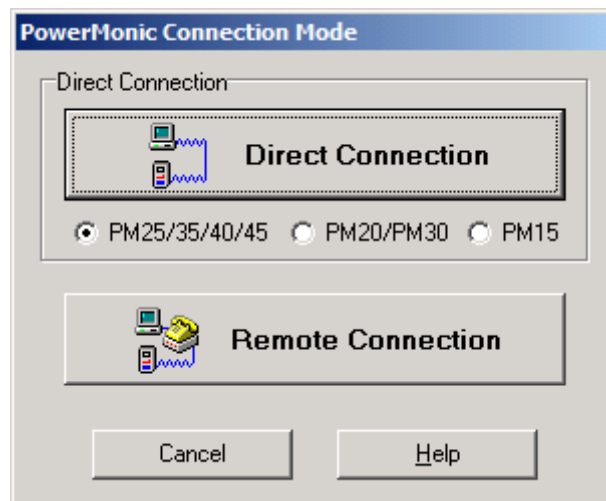 PowerMonic Connection Mode
Direct Connection
Direct Connection
PM25/35/40/45 PM20/PM30 PM15
Remote Connection
Cancel Help